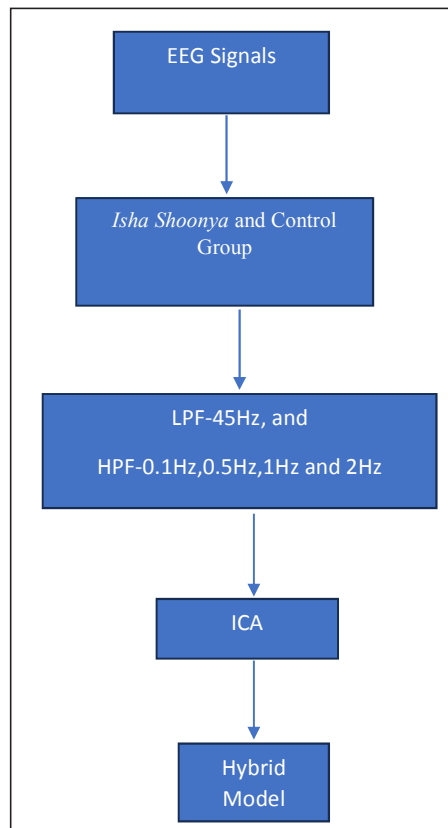 EEG Signals
Isha Shoonya and Control
Group
LPF-45Hz, and
HPF-0.1Hz,0.5Hz,1Hz and 2Hz
ICA
Hybrid
Model